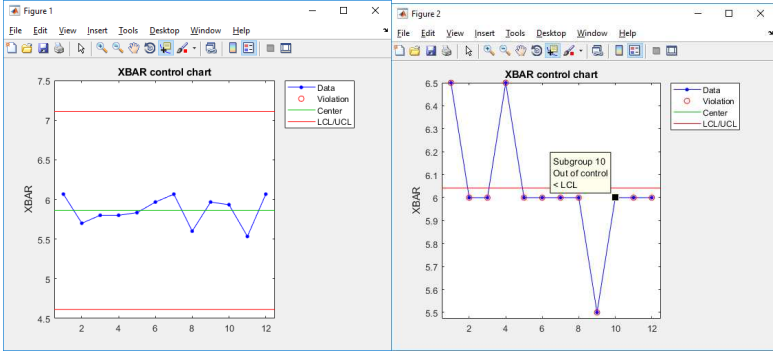 Figure 1
File Edit View Insert Tools Desktop Window Help
XBAR control chart
7.5
7
6.5
6
5.5
5
4.5
XBAR
2 4 6 8 10 12
Data
Violation
Center
LCL/UCL
Figure 2
File Edit View Insert Tools Desktop Window Help
XBAR control chart
6.5
6.3
6.2
6.1
6
5.8
5.7
5.6
5.5
XBAR
2 4 6 8 10 12
Subgroup 10
Out of control
< LCL
Data
Violation
Center
LCL/UCL